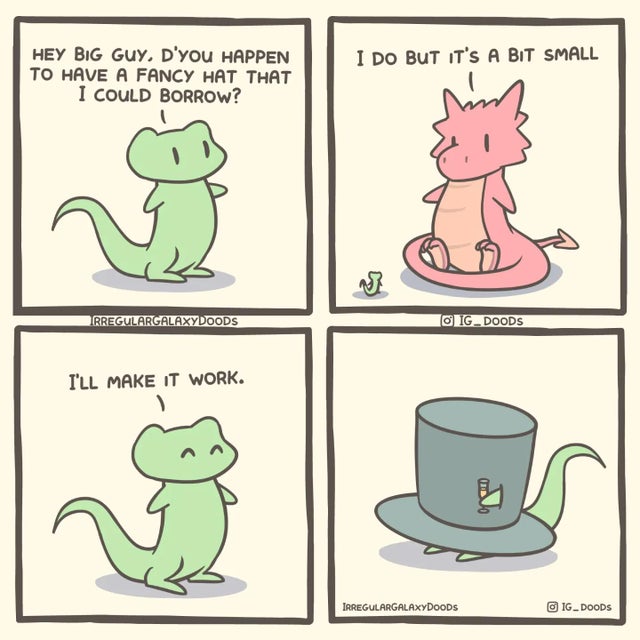 HEY BIG GUY, D'YOU HAPPEN
TO HAVE A FANCY HAT THAT
I COULD BORROW?
I DO BUT IT'S A BIT SMALL
IRREGULARGALAXYDOODS
IG_DOODS
I'LL MAKE IT WORK.
IRREGULARGALAXYDOODS
IG_DOODS